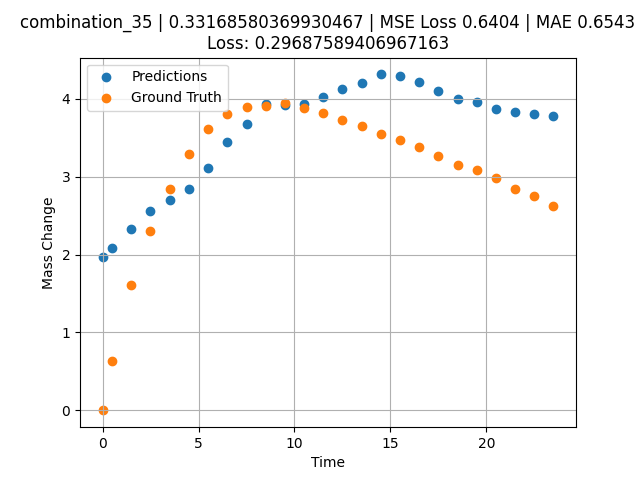 combination_35 | 0.33168580369930467 | MSE Loss 0.6404 | MAE 0.6543
Loss: 0.29687589406967163
Predictions
Ground Truth
Mass Change
4
3
2
1
0
0 5 10 15 20
Time